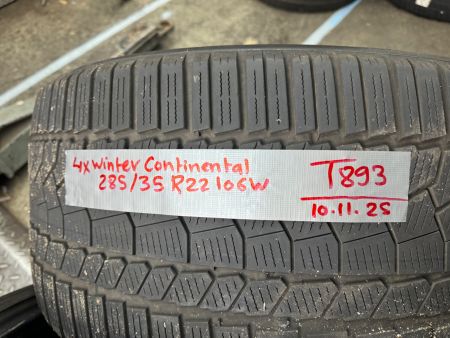 4x Winter Continental
285/35 R22 106W
T893
10.11.25